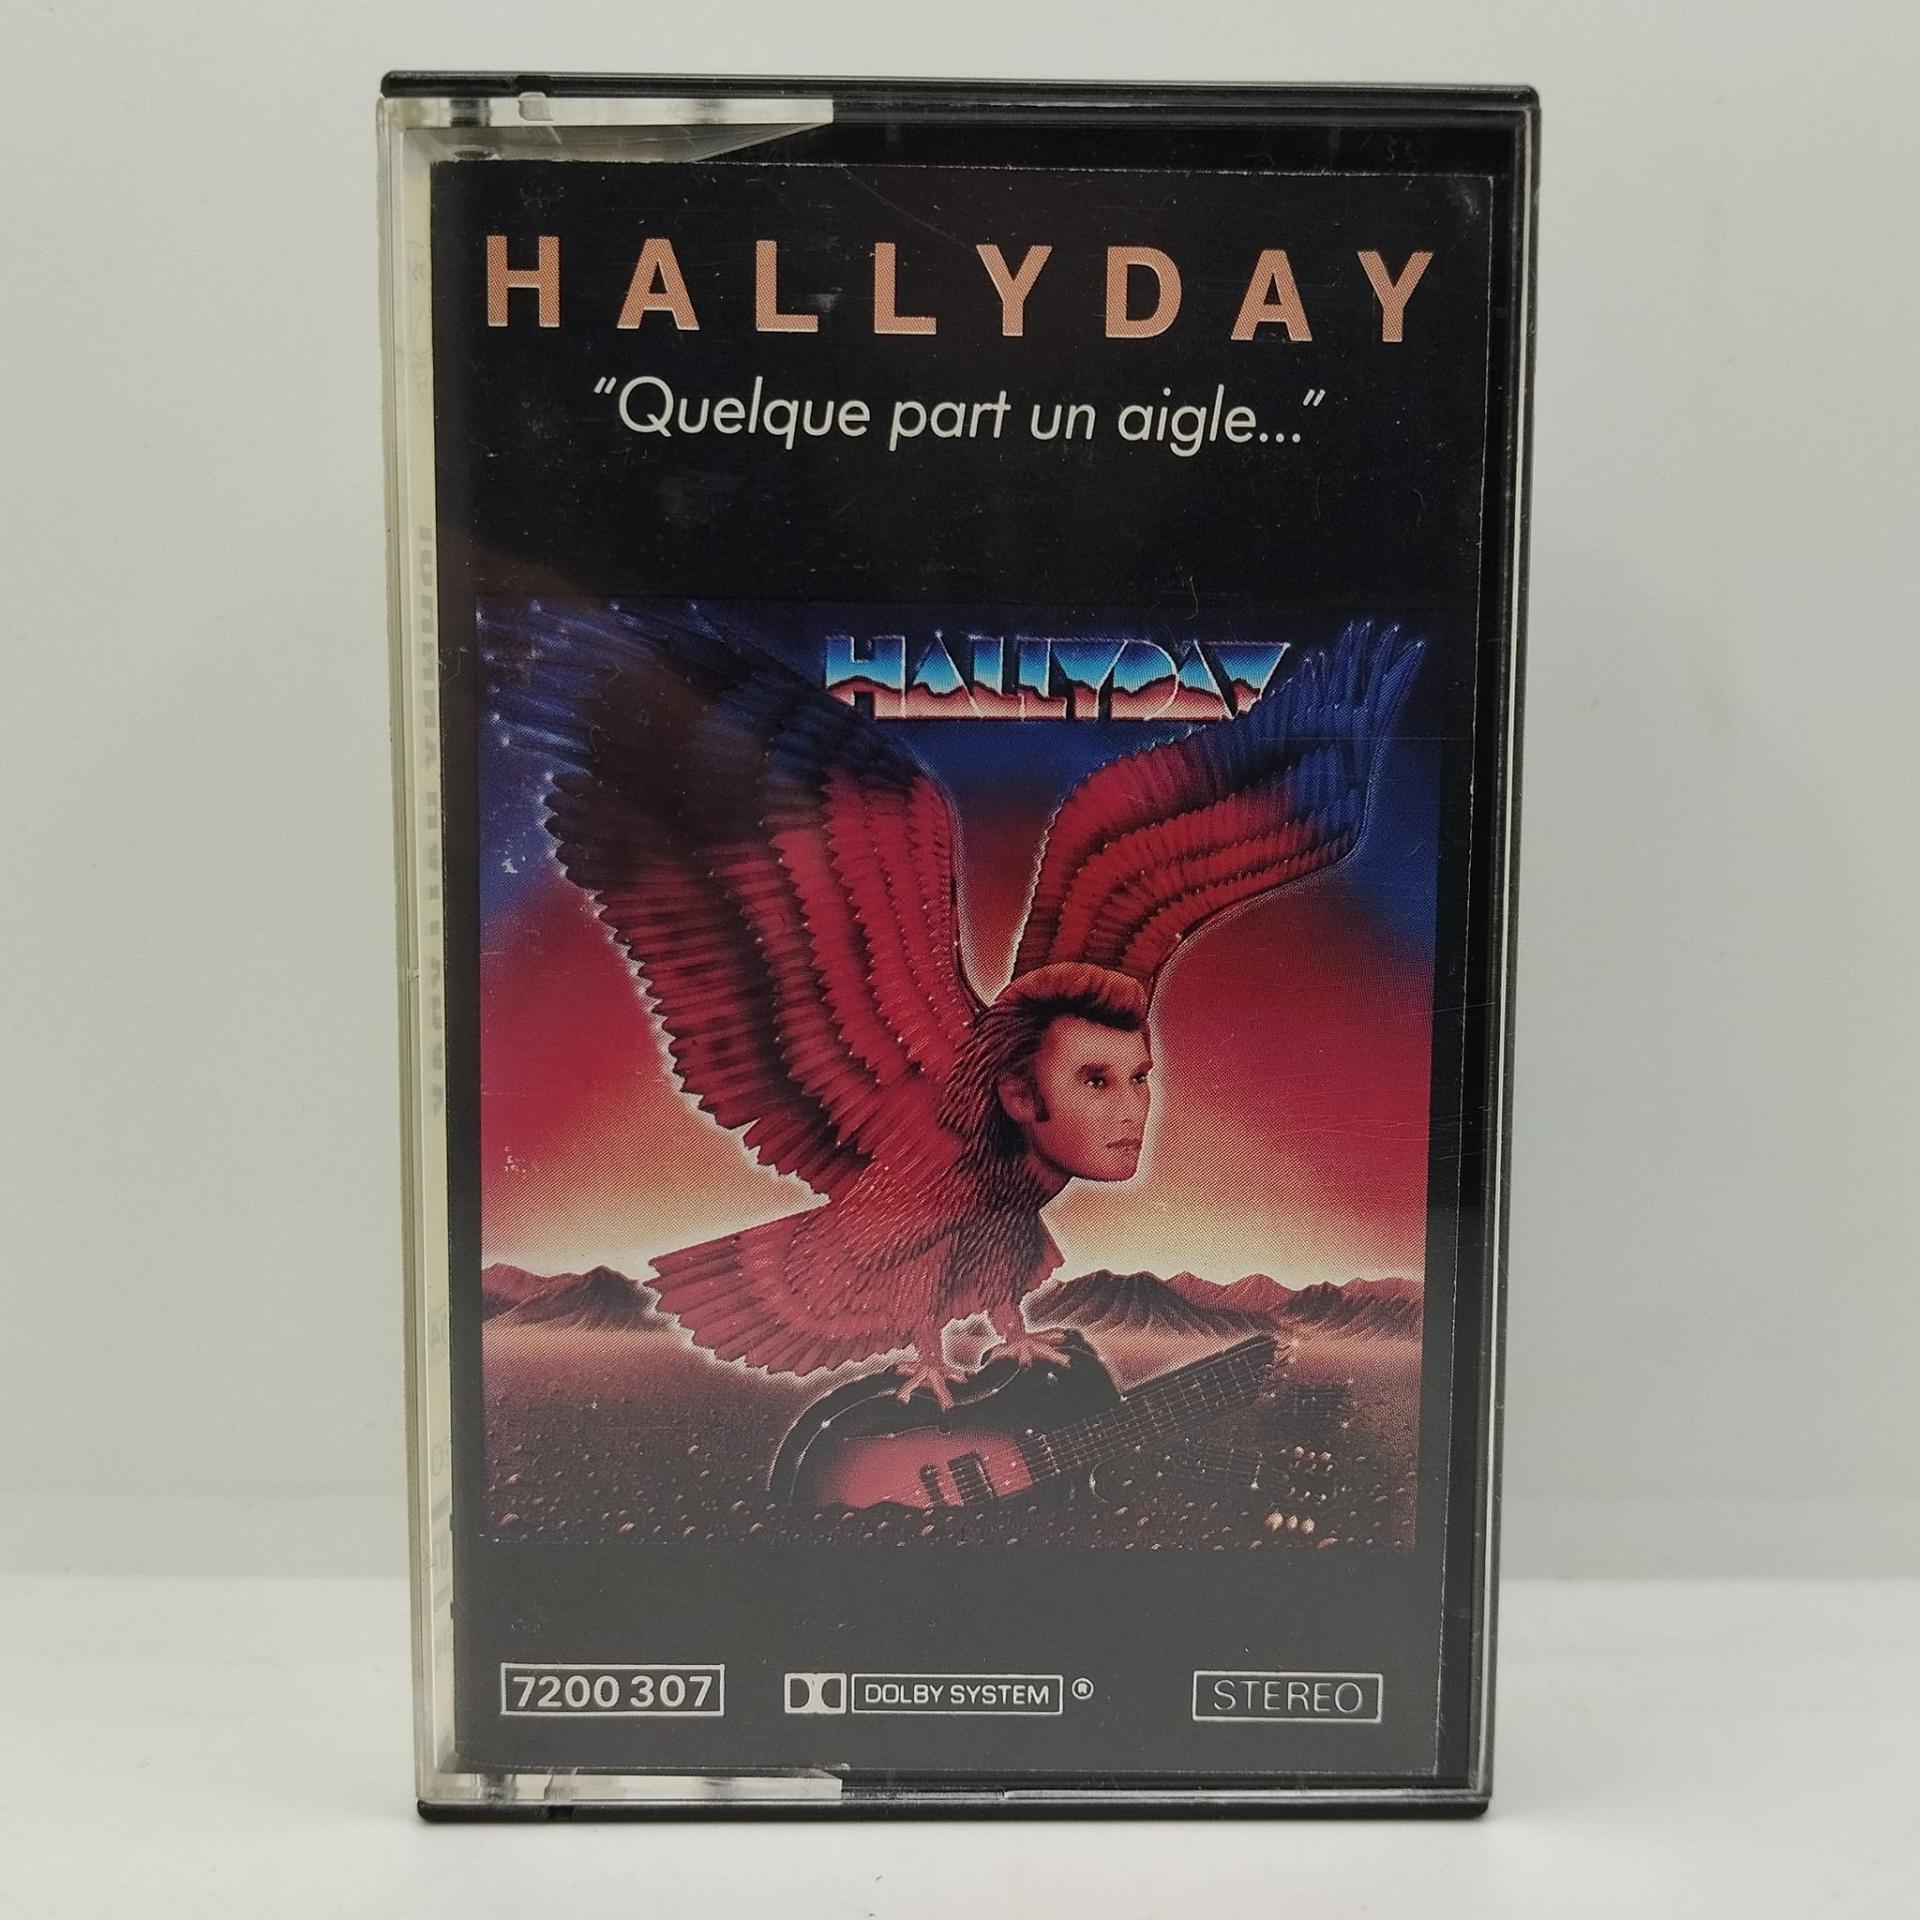 HALLYDAY
“Quelque part un aigle...”
HALLYDAY
7200 307
DOLBY SYSTEM ®
STEREO